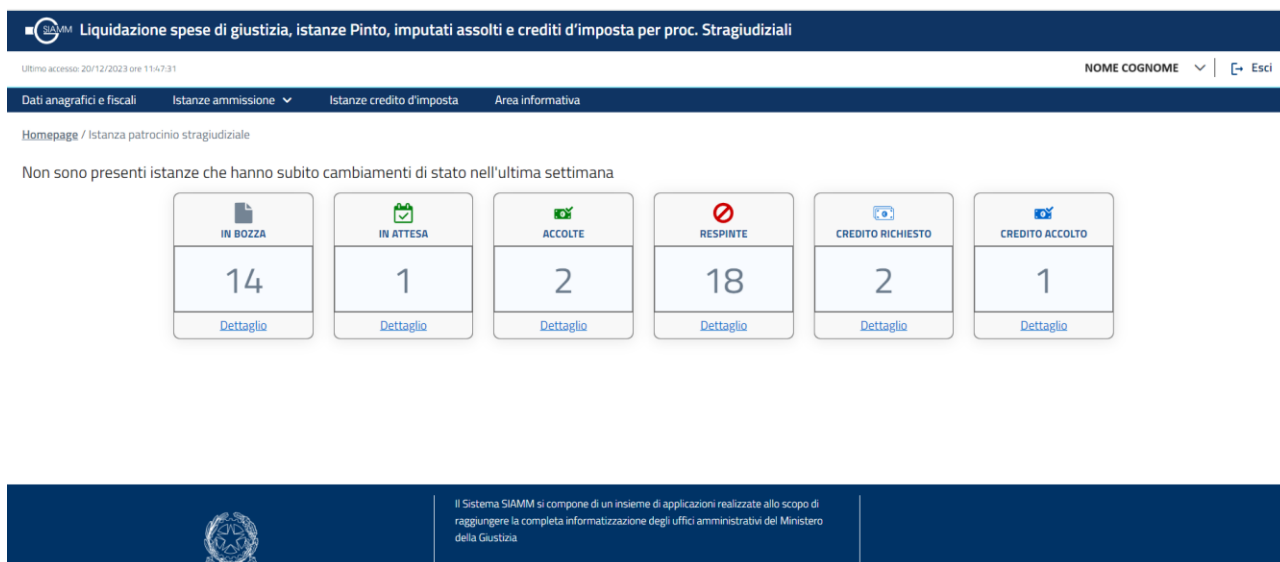 SIAMM Liquidazione spese di giustizia, istanze Pinto, imputati assolti e crediti d'imposta per proc. Stragiudiziali
Ultimo accesso: 20/12/2023 ore 11:47:31 NOME COGNOME Esci
Dati anagrafici e fiscali Istanze ammissione Istanze credito d'imposta Area informativa
Homepage / Istanza patrocinio stragiudiziale
Non sono presenti istanze che hanno subito cambiamenti di stato nell'ultima settimana
IN BOZZA IN ATTESA ACCOLTE RESPINTE CREDITO RICHIESTO CREDITO ACCOLTO
14 1 2 18 2 1
Dettaglio Dettaglio Dettaglio Dettaglio Dettaglio Dettaglio
Il Sistema SIAMM si compone di un insieme di applicazioni realizzate allo scopo di
raggiungere la completa informatizzazione degli uffici amministrativi del Ministero
della Giustizia